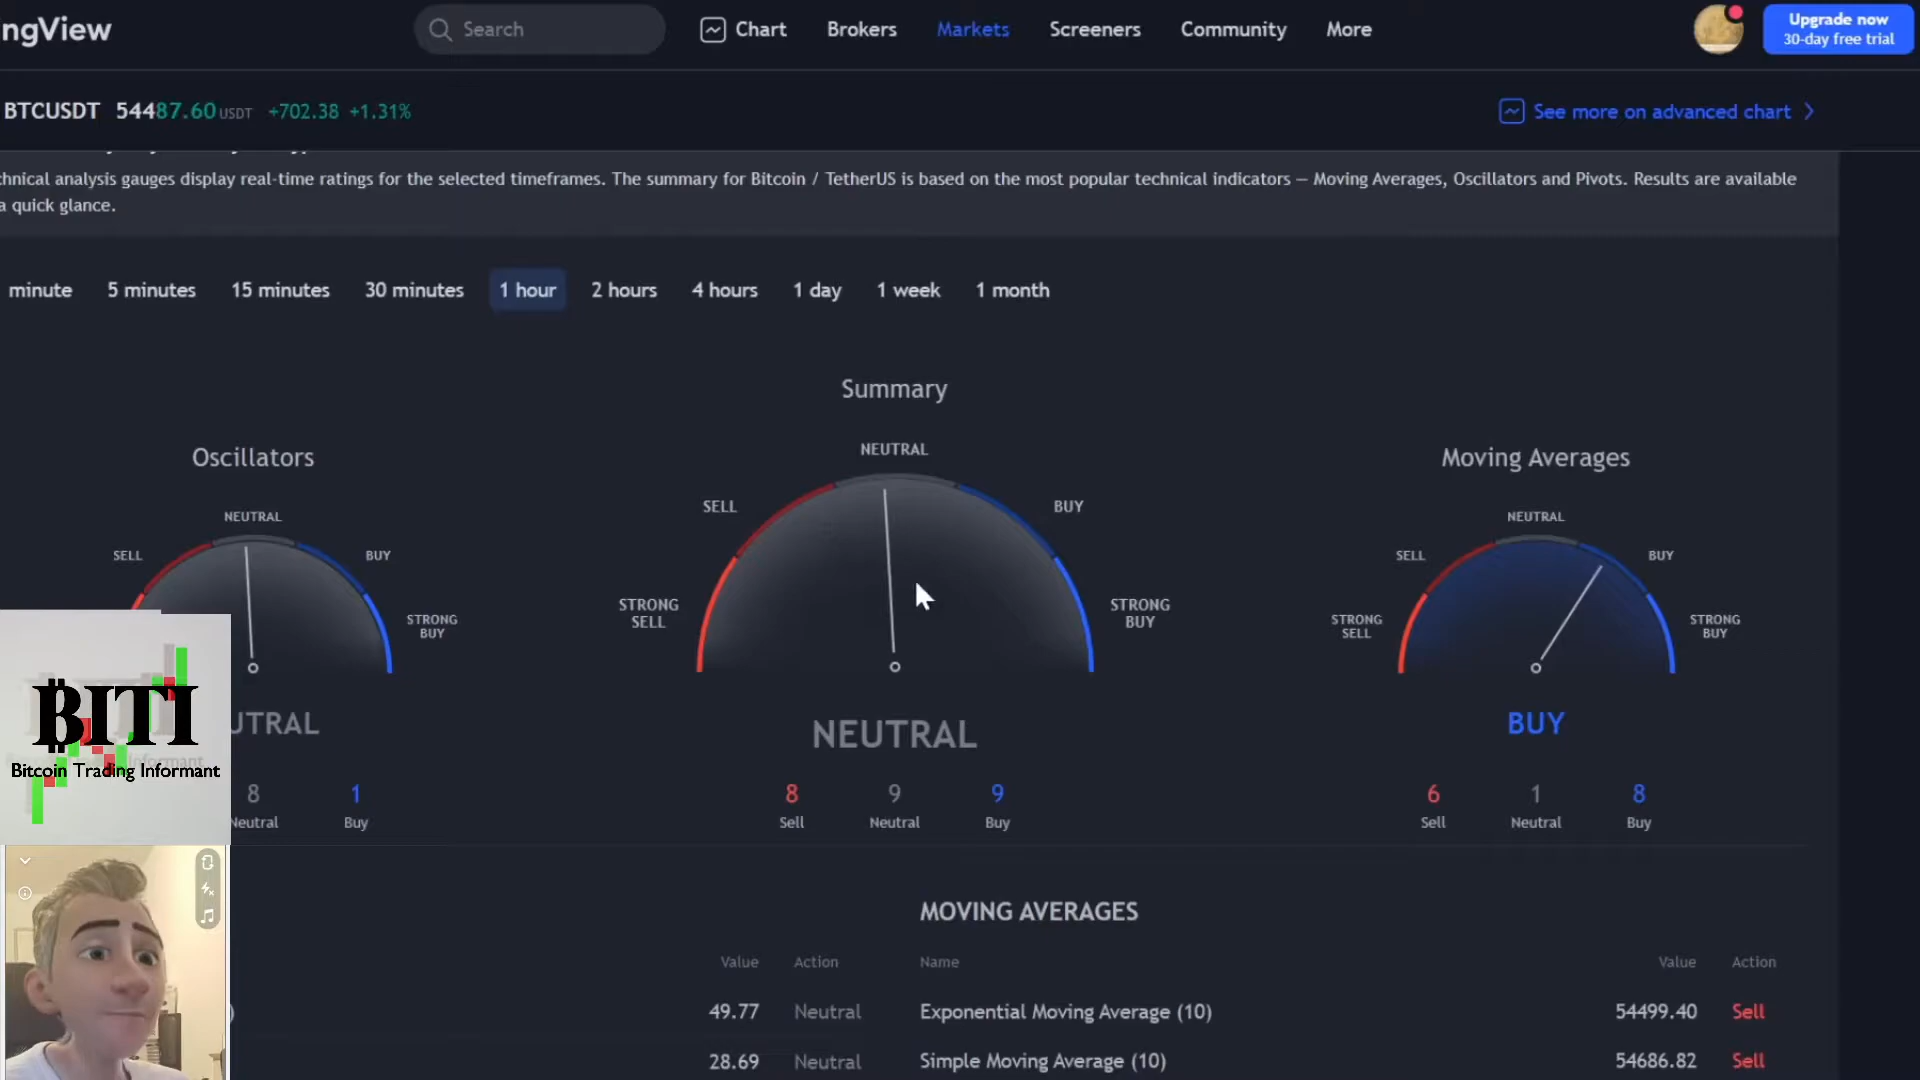 ngView
Search
Chart
Brokers
Markets
Screeners
Community
More
Upgrade now
30-day free trial
BTCUSDT 54487.60 USDT +702.38 +1.31%
See more on advanced chart
chnical analysis gauges display real-time ratings for the selected timeframes. The summary for Bitcoin / TetherUS is based on the most popular technical indicators — Moving Averages, Oscillators and Pivots. Results are available
a quick glance.
minute 5 minutes 15 minutes 30 minutes 1 hour 2 hours 4 hours 1 day 1 week 1 month
Oscillators
NEUTRAL
SELL
BUY
STRONG
BUY
UTRAL
8 1
Neutral Buy
Summary
NEUTRAL
SELL
BUY
STRONG
SELL
STRONG
BUY
NEUTRAL
8 9 9
Sell Neutral Buy
Moving Averages
NEUTRAL
SELL
BUY
STRONG
SELL
STRONG
BUY
BUY
6 1 8
Sell Neutral Buy
BITI
Bitcoin Trading Informant
Value Action
49.77 Neutral
28.69 Neutral
MOVING AVERAGES
Name Value Action
Exponential Moving Average (10) 54499.40 Sell
Simple Moving Average (10) 54686.82 Sell